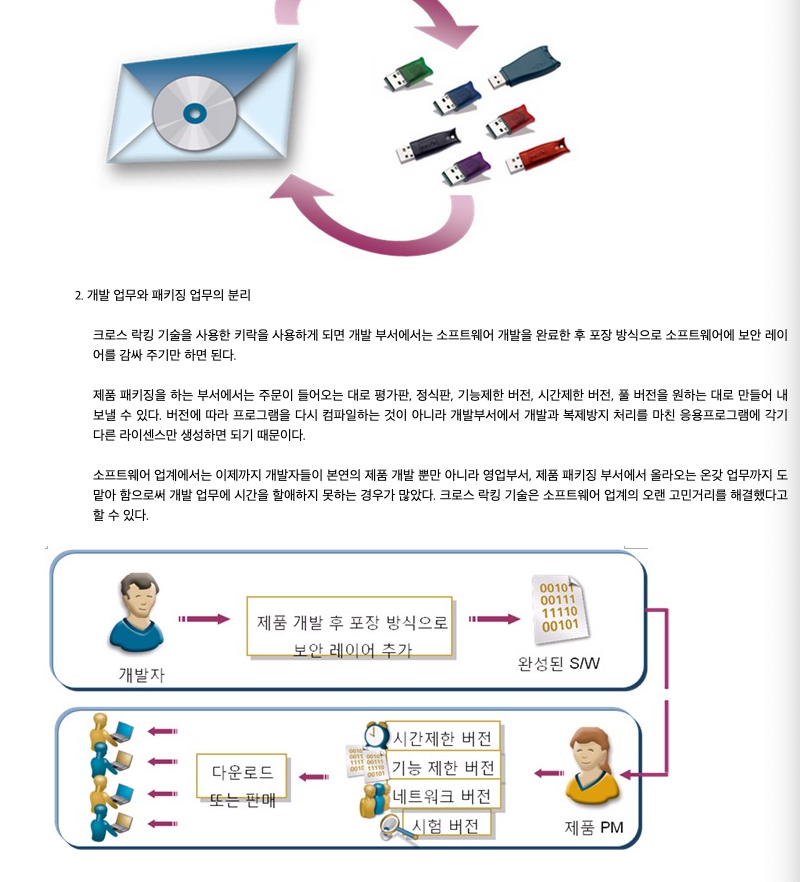 2. 개발 업무와 패키징 업무의 분리
크로스 락킹 기술을 사용한 키락을 사용하게 되면 개발 부서에서는 소프트웨어 개발을 완료한 후 포장 방식으로 소프트웨어에 보안 레이
어를 감싸 주기만 하면 된다.
제품 패키징을 하는 부서에서는 주문이 들어오는 대로 평가판, 정식판, 기능제한 버전, 시간제한 버전, 풀 버전을 원하는 대로 만들어 내
보낼 수 있다. 버전에 따라 프로그램을 다시 컴파일하는 것이 아니라 개발부서에서 개발과 복제방지 처리를 마친 응용프로그램에 각기
다른 라이센스만 생성하면 되기 때문이다.
소프트웨어 업계에서는 이제까지 개발자들이 본연의 제품 개발 뿐만 아니라 영업부서, 제품 패키징 부서에서 올라오는 온갖 업무까지 도
맡아 함으로써 개발 업무에 시간을 할애하지 못하는 경우가 많았다. 크로스 락킹 기술은 소프트웨어 업계의 오랜 고민거리를 해결했다고
할 수 있다.
개발자
제품 개발 후 포장 방식으로
보안 레이어 추가
00101
00111
11110
00101
완성된 S/W
다운로드
또는 판매
시간제한 버전
기능 제한 버전
네트워크 버전
시험 버전
제품 PM